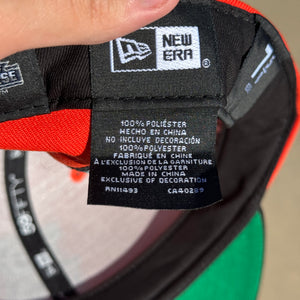 NEW ERA
100% POLIÉSTER
HECHO EN CHINA
NO INCLUYE DECORACIÓN
100% POLYESTER
FABRIQUÉ EN CHINE
À L'EXCLUSION DE LA GARNITURE
100% POLYESTER
MADE IN CHINA
EXCLUSIVE OF DECORATION
RN11493 CA40289